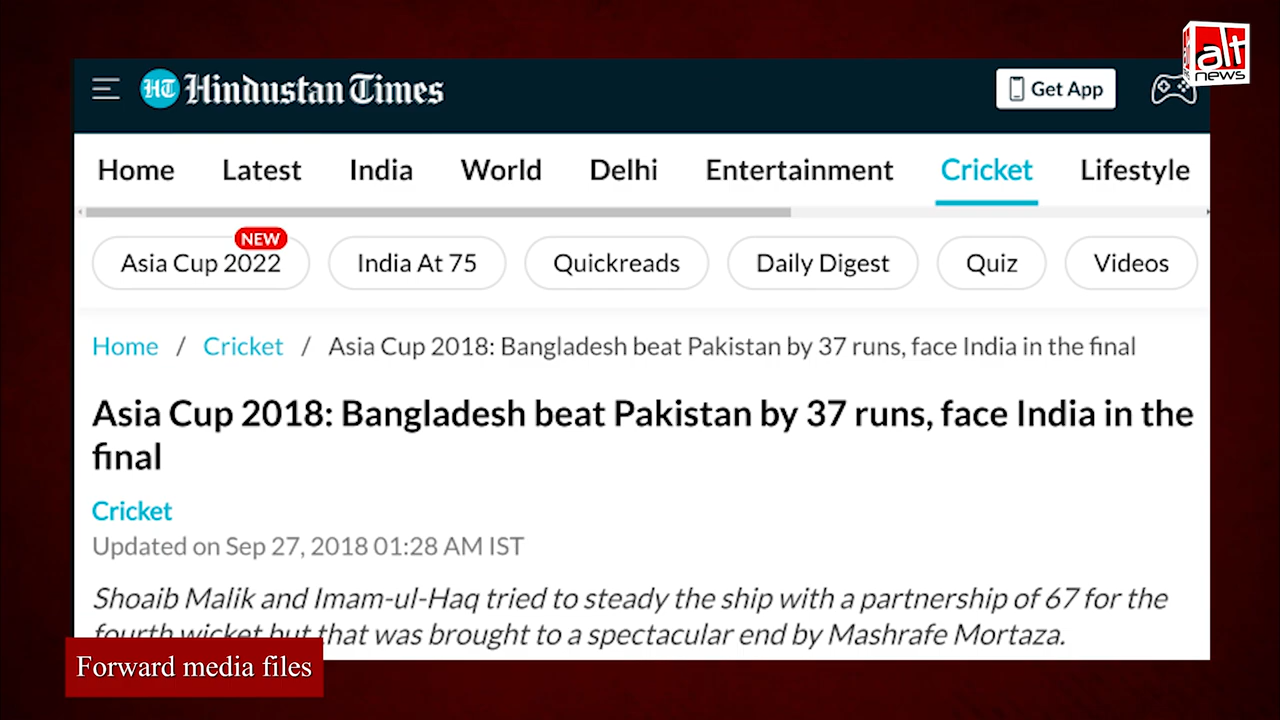 alt
news
HT Hindustan Times
Get App
Home Latest India World Delhi Entertainment Cricket Lifestyle
NEW
Asia Cup 2022 India At 75 Quickreads Daily Digest Quiz Videos
Home / Cricket / Asia Cup 2018: Bangladesh beat Pakistan by 37 runs, face India in the final
Asia Cup 2018: Bangladesh beat Pakistan by 37 runs, face India in the
final
Cricket
Updated on Sep 27, 2018 01:28 AM IST
Shoaib Malik and Imam-ul-Haq tried to steady the ship with a partnership of 67 for the
fourth wicket but that was brought to a spectacular end by Mashrafe Mortaza.
Forward media files